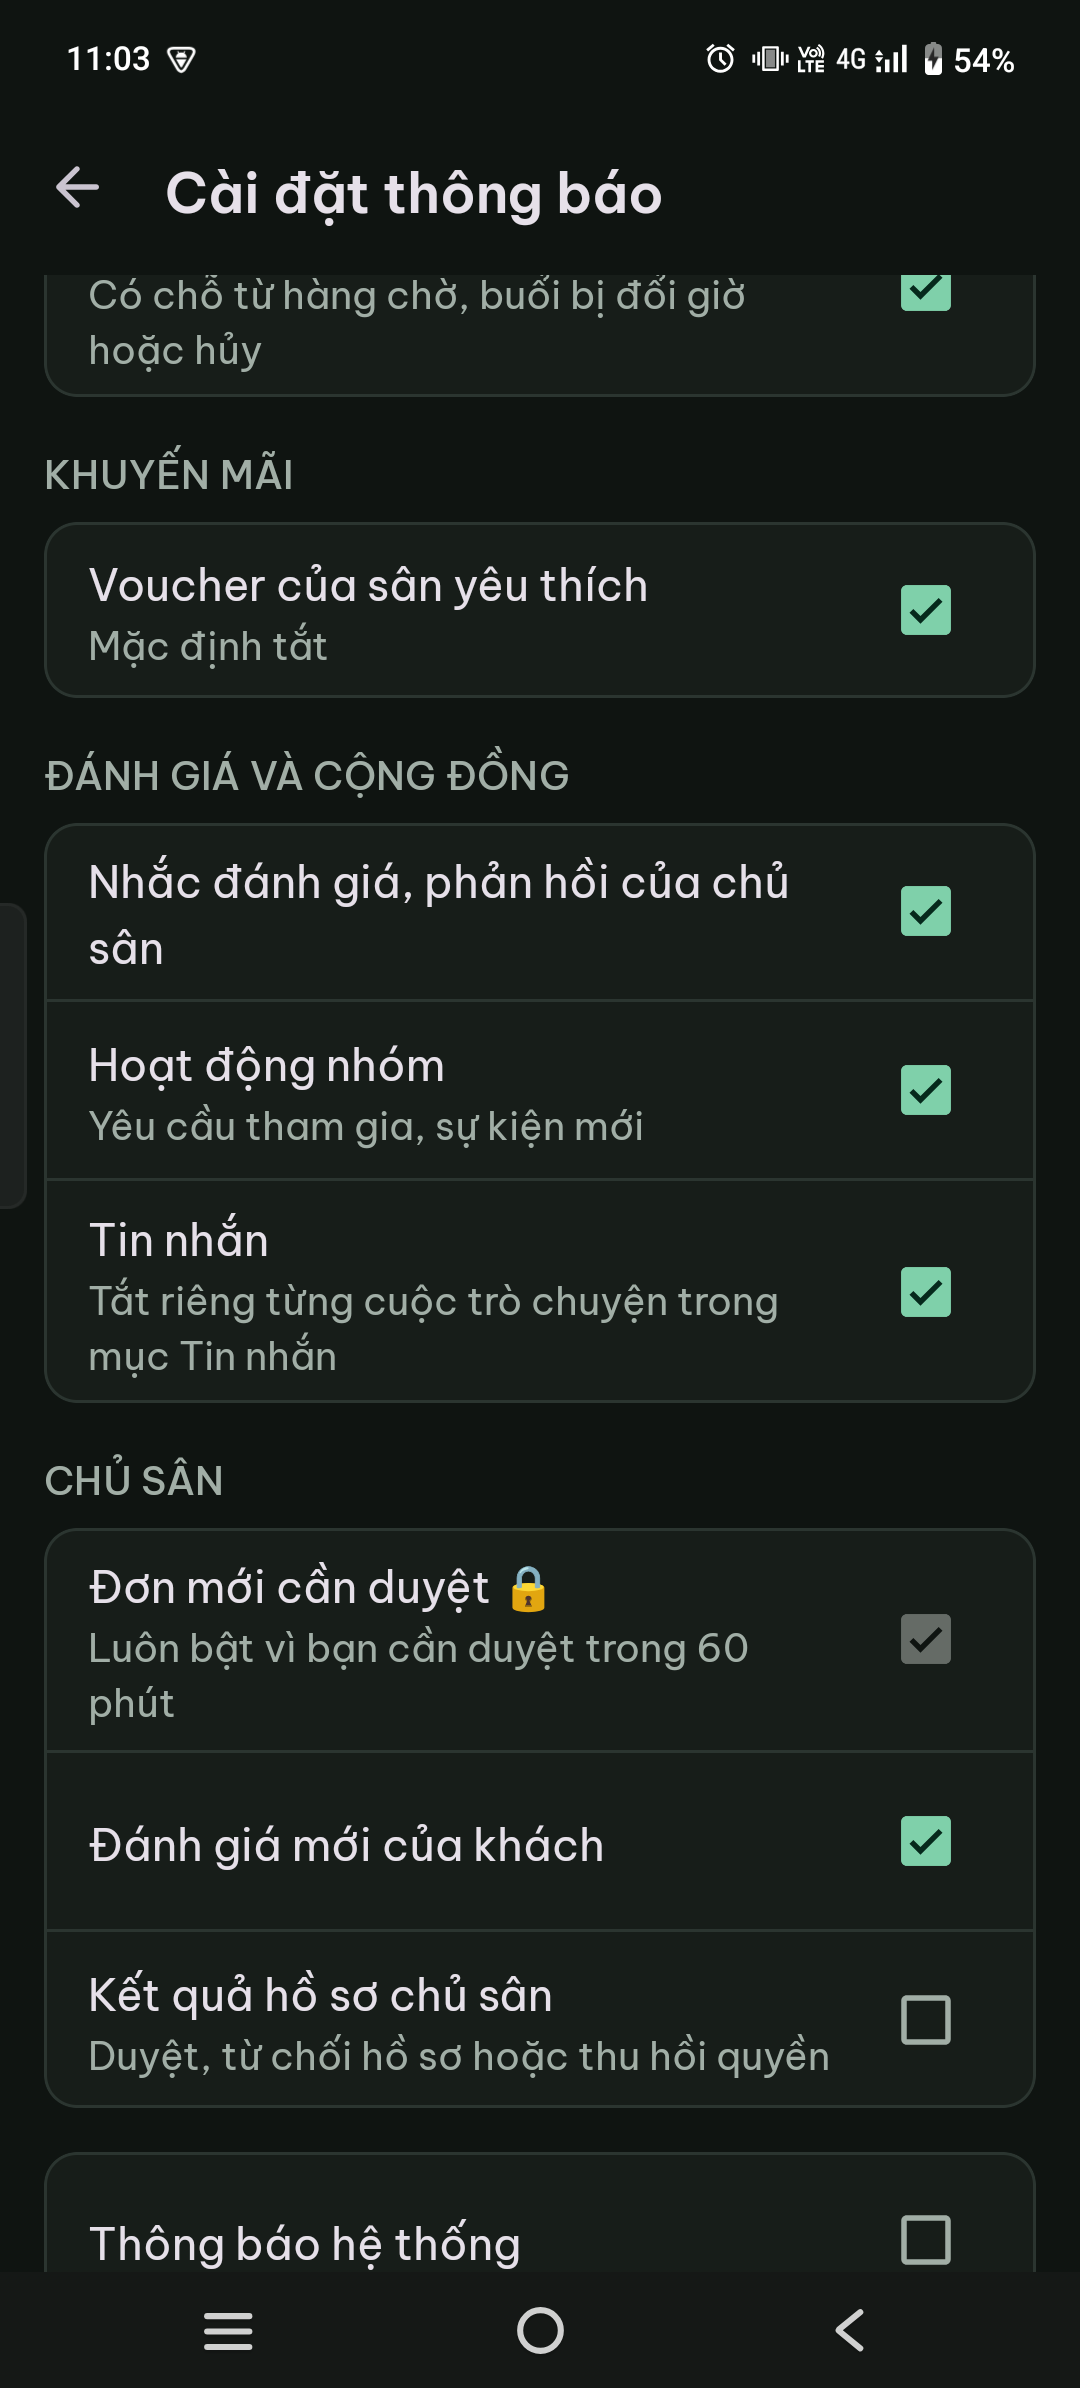 11:03
4G
54%
Cài đặt thông báo
Có chỗ từ hàng chờ, buổi bị đổi giờ
hoặc hủy
KHUYẾN MÃI
Voucher của sân yêu thích
Mặc định tắt
ĐÁNH GIÁ VÀ CỘNG ĐỒNG
Nhắc đánh giá, phản hồi của chủ
sân
Hoạt động nhóm
Yêu cầu tham gia, sự kiện mới
Tin nhắn
Tắt riêng từng cuộc trò chuyện trong
mục Tin nhắn
CHỦ SÂN
Đơn mới cần duyệt 🔒
Luôn bật vì bạn cần duyệt trong 60
phút
Đánh giá mới của khách
Kết quả hồ sơ chủ sân
Duyệt, từ chối hồ sơ hoặc thu hồi quyền
Thông báo hệ thống